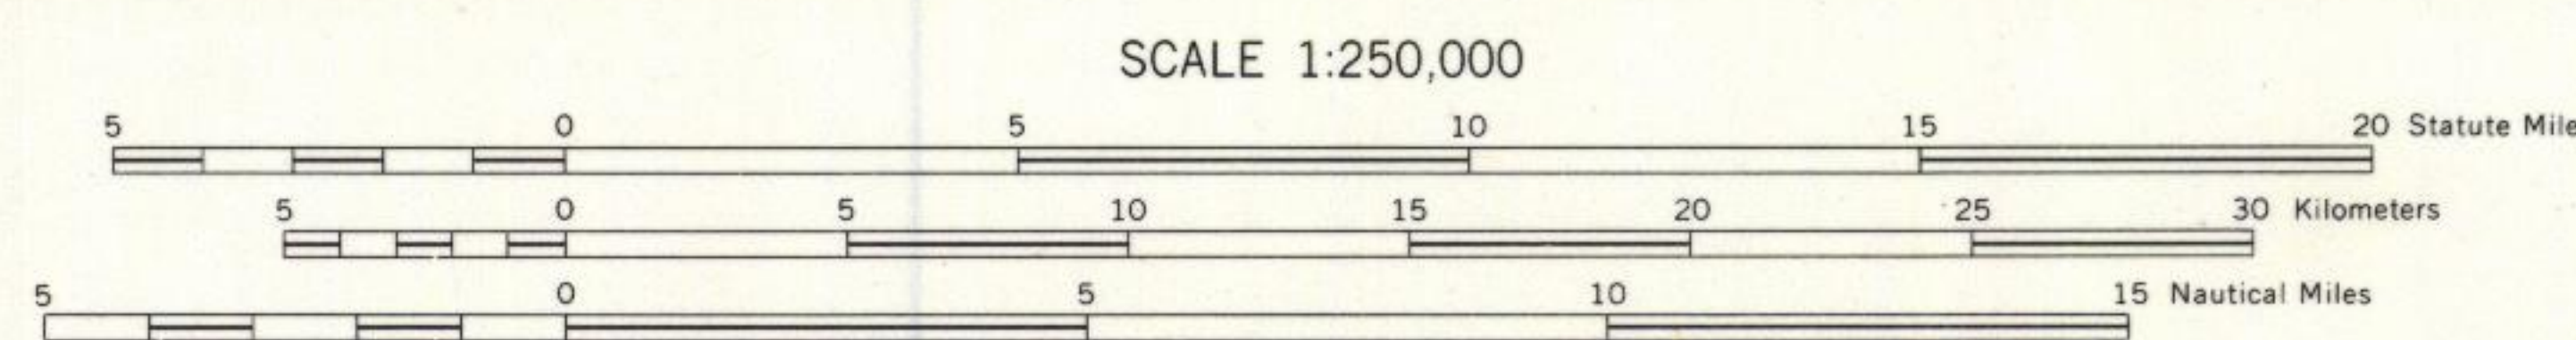 SCALE 1:250,000
5 0 5 10 15 20 Statute Mile
5 0 5 10 15 20 25 30 Kilometers
5 0 5 10 15 Nautical Miles